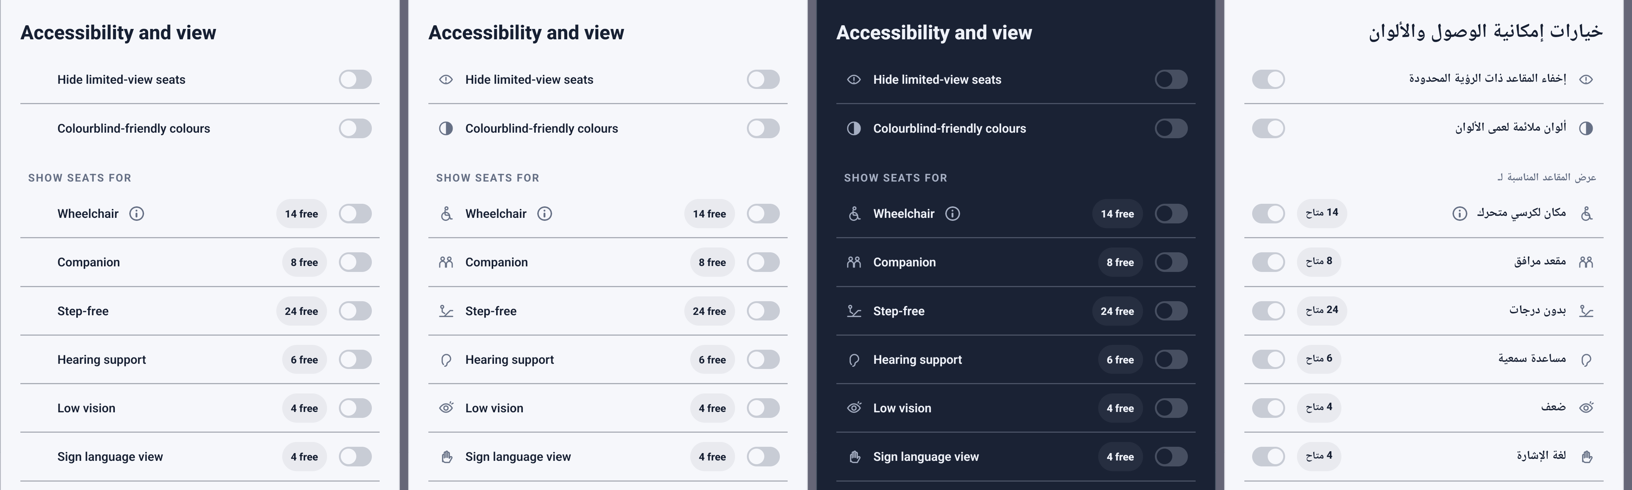 Accessibility and view
Hide limited-view seats
Colourblind-friendly colours
SHOW SEATS FOR
Wheelchair 14 free
Companion 8 free
Step-free 24 free
Hearing support 6 free
Low vision 4 free
Sign language view 4 free
Accessibility and view
Hide limited-view seats
Colourblind-friendly colours
SHOW SEATS FOR
Wheelchair 14 free
Companion 8 free
Step-free 24 free
Hearing support 6 free
Low vision 4 free
Sign language view 4 free
Accessibility and view
Hide limited-view seats
Colourblind-friendly colours
SHOW SEATS FOR
Wheelchair 14 free
Companion 8 free
Step-free 24 free
Hearing support 6 free
Low vision 4 free
Sign language view 4 free
خيارات إمكانية الوصول والألوان
إخفاء المقاعد ذات الرؤية المحدودة
ألوان ملائمة لعمى الألوان
عرض المقاعد المناسبة لـ
مكان لكرسي متحرك 14 متاح
مقعد مرافق 8 متاح
بدون درجات 24 متاح
مساعدة سمعية 6 متاح
ضعف 4 متاح
لغة الإشارة 4 متاح